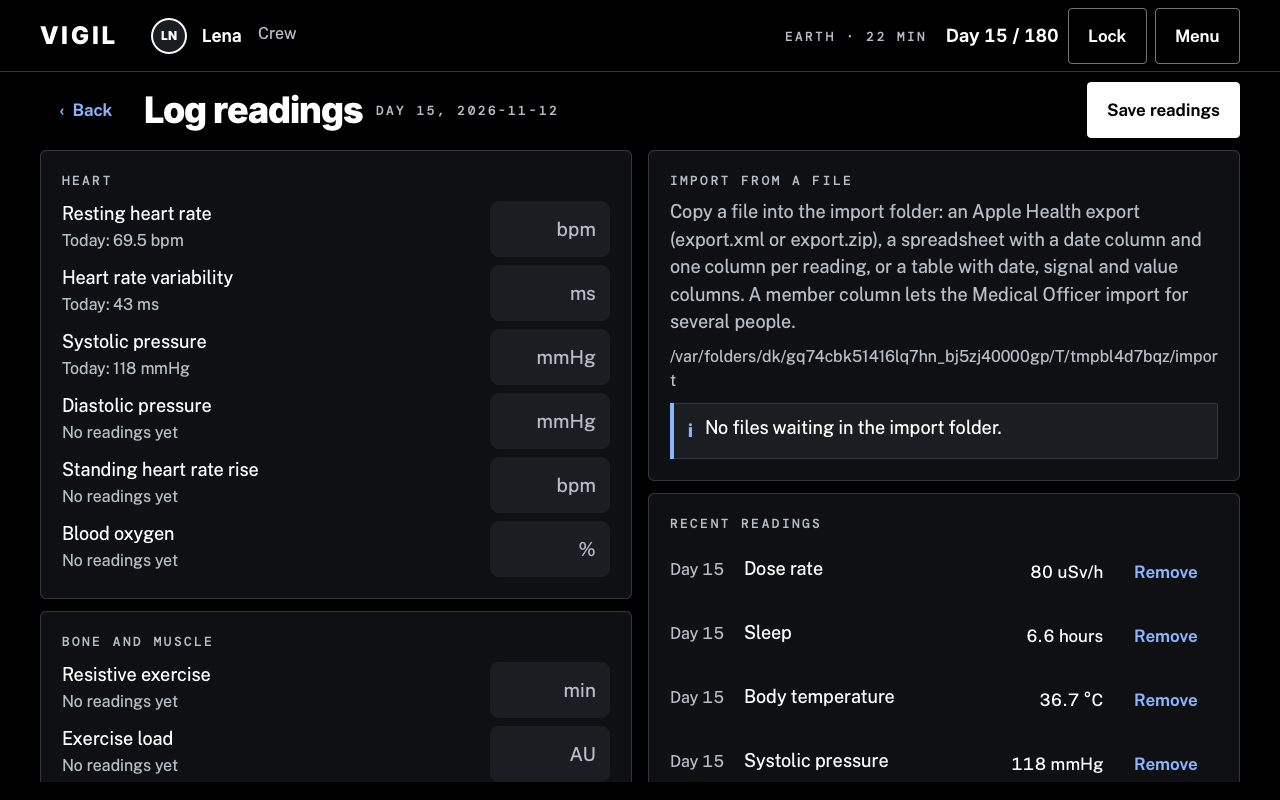 VIGIL
LN
Lena
Crew
EARTH · 22 MIN
Day 15 / 180
Lock
Menu
‹ Back
Log readings
DAY 15, 2026-11-12
Save readings
HEART
Resting heart rate
Today: 69.5 bpm
bpm
Heart rate variability
Today: 43 ms
ms
Systolic pressure
Today: 118 mmHg
mmHg
Diastolic pressure
No readings yet
mmHg
Standing heart rate rise
No readings yet
bpm
Blood oxygen
No readings yet
%
BONE AND MUSCLE
Resistive exercise
No readings yet
min
Exercise load
No readings yet
AU
IMPORT FROM A FILE
Copy a file into the import folder: an Apple Health export
(export.xml or export.zip), a spreadsheet with a date column and
one column per reading, or a table with date, signal and value
columns. A member column lets the Medical Officer import for
several people.
/var/folders/dk/gq74cbk51416lq7hn_bj5zj40000gp/T/tmpbl4d7bqz/impor
t
i No files waiting in the import folder.
RECENT READINGS
Day 15 Dose rate 80 uSv/h Remove
Day 15 Sleep 6.6 hours Remove
Day 15 Body temperature 36.7 °C Remove
Day 15 Systolic pressure 118 mmHg Remove